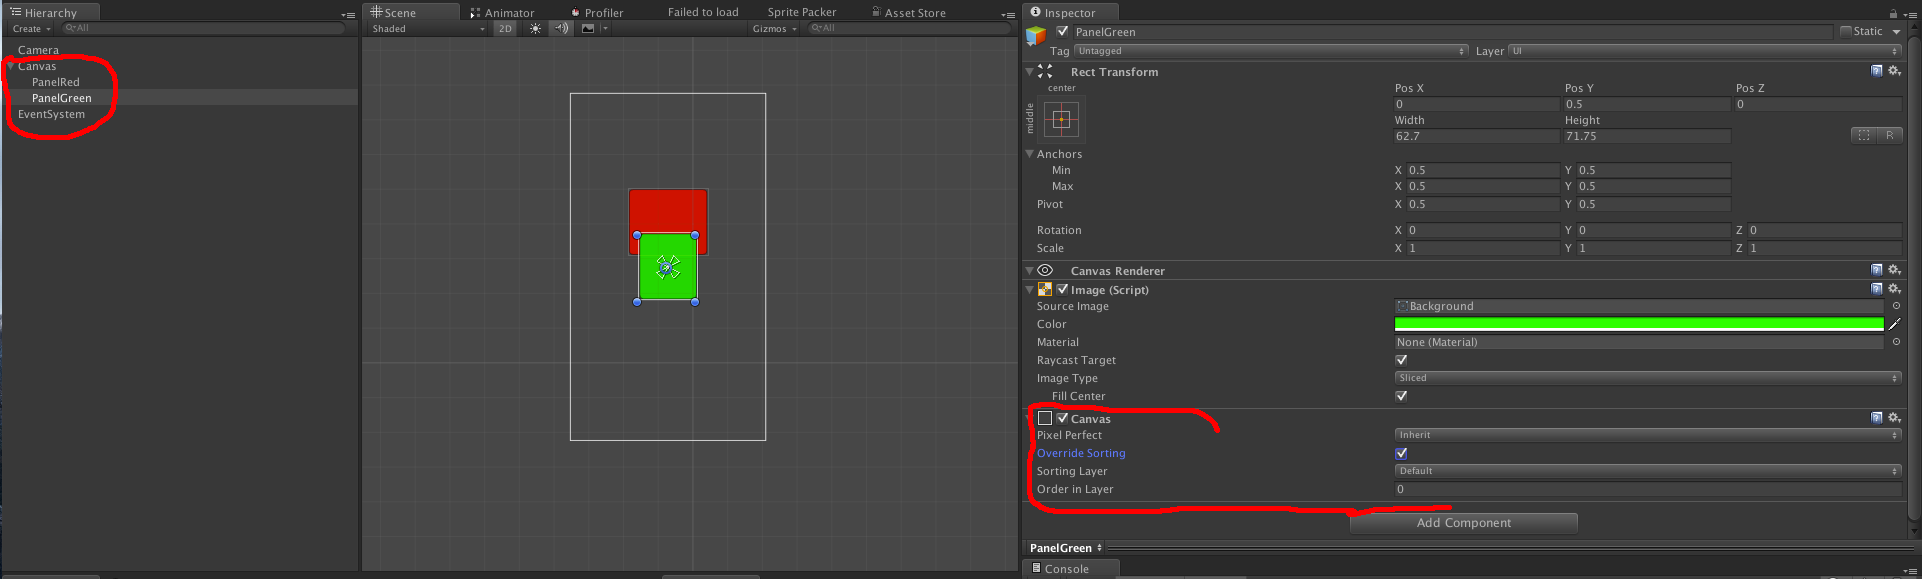 Hierarchy
Create All
Camera
Canvas
PanelRed
PanelGreen
EventSystem
Scene Animator Profiler Failed to load Sprite Packer Asset Store
Shaded 2D Gizmos All
Inspector
PanelGreen Static
Tag Untagged Layer UI
Rect Transform
center
middle
Pos X Pos Y Pos Z
0 0.5 0
Width Height
62.7 71.75
R
Anchors
Min X 0.5 Y 0.5
Max X 0.5 Y 0.5
Pivot X 0.5 Y 0.5
Rotation X 0 Y 0 Z 0
Scale X 1 Y 1 Z 1
Canvas Renderer
Image (Script)
Source Image Background
Color
Material None (Material)
Raycast Target
Image Type Sliced
Fill Center
Canvas
Pixel Perfect Inherit
Override Sorting
Sorting Layer Default
Order in Layer 0
Add Component
PanelGreen
Console